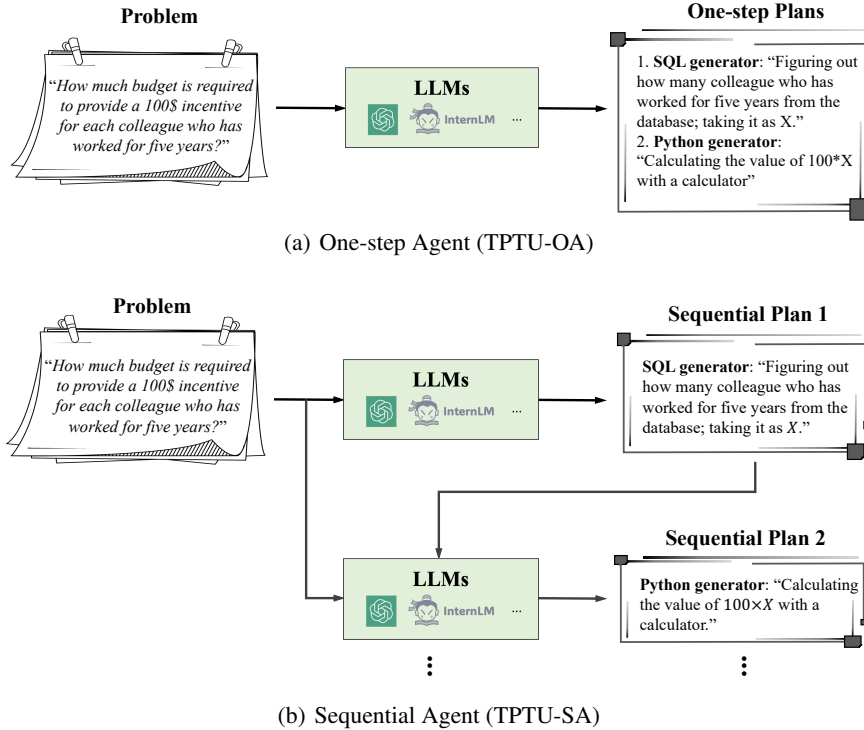 Problem
“How much budget is required
to provide a 100$ incentive
for each colleague who has
worked for five years?”
LLMs
InternLM ...
One-step Plans
1. SQL generator: “Figuring out
how many colleague who has
worked for five years from the
database; taking it as X.”
2. Python generator:
“Calculating the value of 100*X
with a calculator”
(a) One-step Agent (TPTU-OA)
Problem
“How much budget is required
to provide a 100$ incentive
for each colleague who has
worked for five years?”
LLMs
InternLM ...
Sequential Plan 1
SQL generator: “Figuring out
how many colleague who has
worked for five years from the
database; taking it as X.”
LLMs
InternLM ...
Sequential Plan 2
Python generator: “Calculating
the value of 100×X with a
calculator.”
(b) Sequential Agent (TPTU-SA)